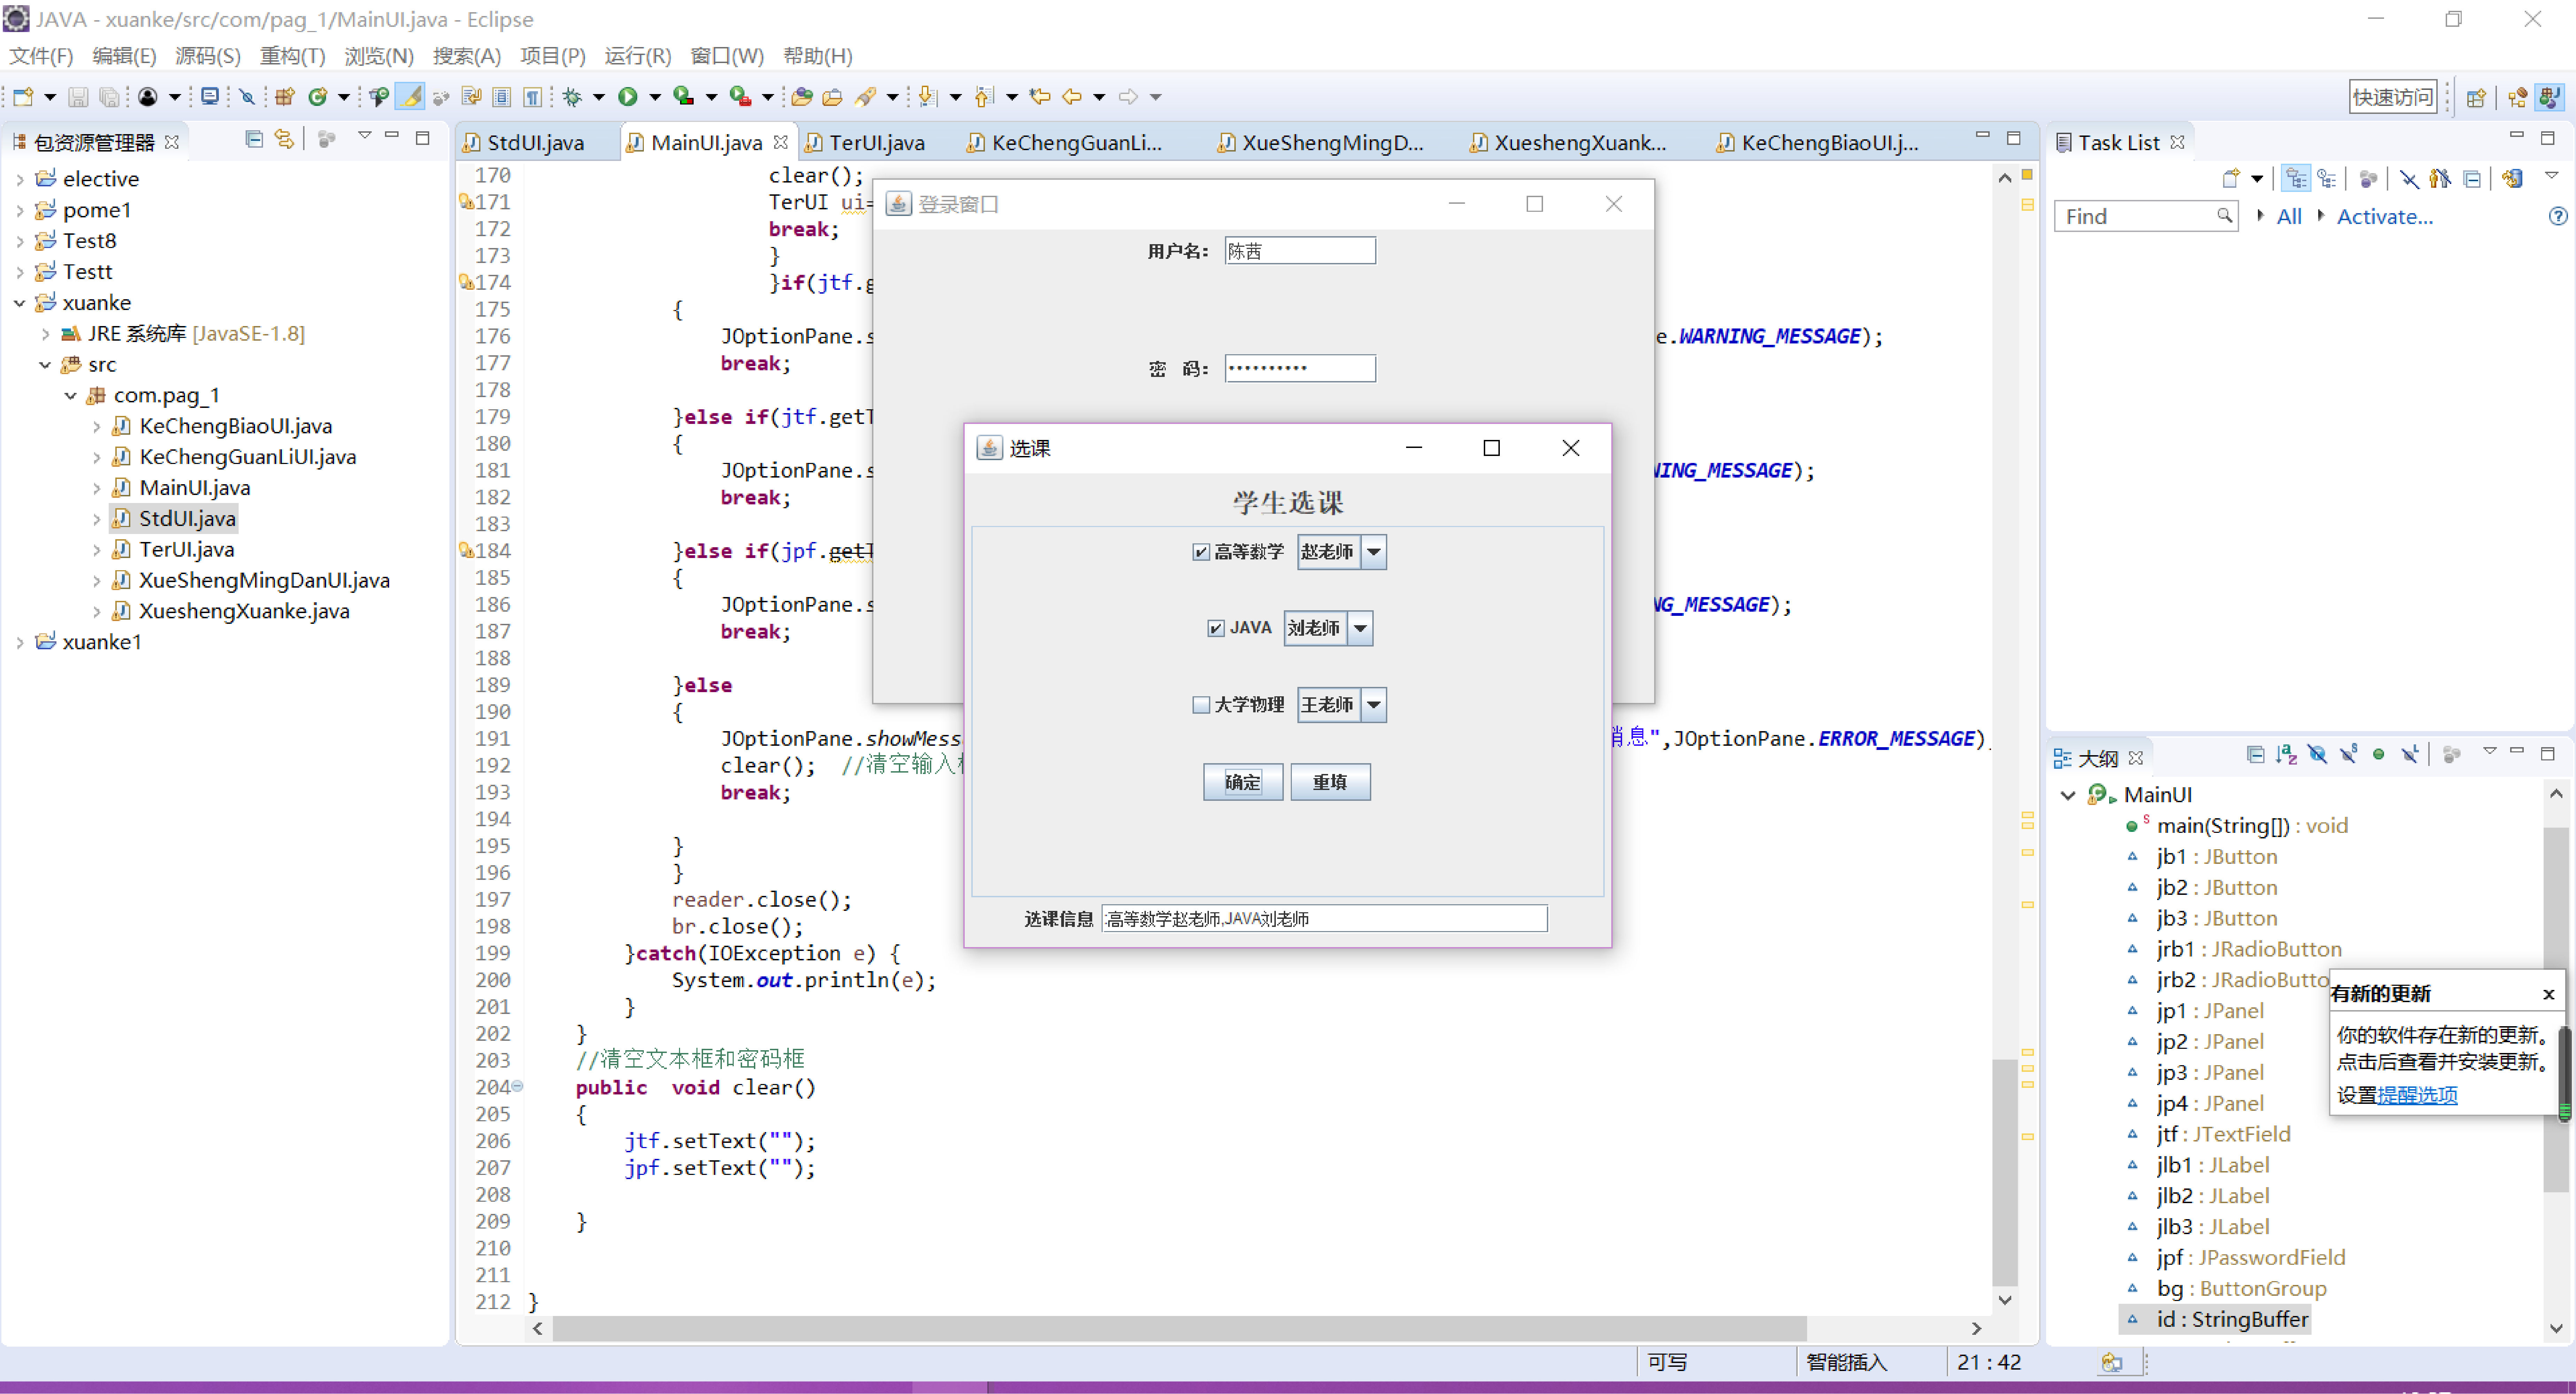 JAVA - xuanke/src/com/pag_1/MainUI.java - Eclipse
文件(F) 编辑(E) 源码(S) 重构(T) 浏览(N) 搜索(A) 项目(P) 运行(R) 窗口(W) 帮助(H)
快速访问
包资源管理器
elective
pome1
Test8
Testt
xuanke
JRE 系统库 [JavaSE-1.8]
src
com.pag_1
KeChengBiaoUI.java
KeChengGuanLiUI.java
MainUI.java
StdUI.java
TerUI.java
XueShengMingDanUI.java
XueshengXuanke.java
xuanke1
StdUI.java MainUI.java TerUI.java KeChengGuanLi... XueShengMingD... XueshengXuank... KeChengBiaoUI.j...
170 clear();
171 TerUI ui=
172 break;
173 }
174 }if(jtf.g
175 {
176 JOptionPane.s e.WARNING_MESSAGE);
177 break;
178
179 }else if(jtf.getT
180 {
181 JOptionPane.s NING_MESSAGE);
182 break;
183
184 }else if(jpf.getT
185 {
186 JOptionPane.s NG_MESSAGE);
187 break;
188
189 }else
190 {
191 JOptionPane.showMess 消息",JOptionPane.ERROR_MESSAGE)
192 clear(); //清空输入框
193 break;
194
195 }
196 }
197 reader.close();
198 br.close();
199 }catch(IOException e) {
200 System.out.println(e);
201 }
202 }
203 //清空文本框和密码框
204 public void clear()
205 {
206 jtf.setText("");
207 jpf.setText("");
208
209 }
210
211
212 }
登录窗口
用户名： 陈茜
密 码： ••••••••••
选课
学生选课
高等数学 赵老师
JAVA 刘老师
大学物理 王老师
确定 重填
选课信息 :高等数学赵老师,JAVA刘老师
Task List
Find All Activate...
大纲
MainUI
main(String[]) : void
jb1 : JButton
jb2 : JButton
jb3 : JButton
jrb1 : JRadioButton
jrb2 : JRadioButto
jp1 : JPanel
jp2 : JPanel
jp3 : JPanel
jp4 : JPanel
jtf : JTextField
jlb1 : JLabel
jlb2 : JLabel
jlb3 : JLabel
jpf : JPasswordField
bg : ButtonGroup
id : StringBuffer
有新的更新 x
你的软件存在新的更新。
点击后查看并安装更新。
设置提醒选项
可写 智能插入 21 : 42